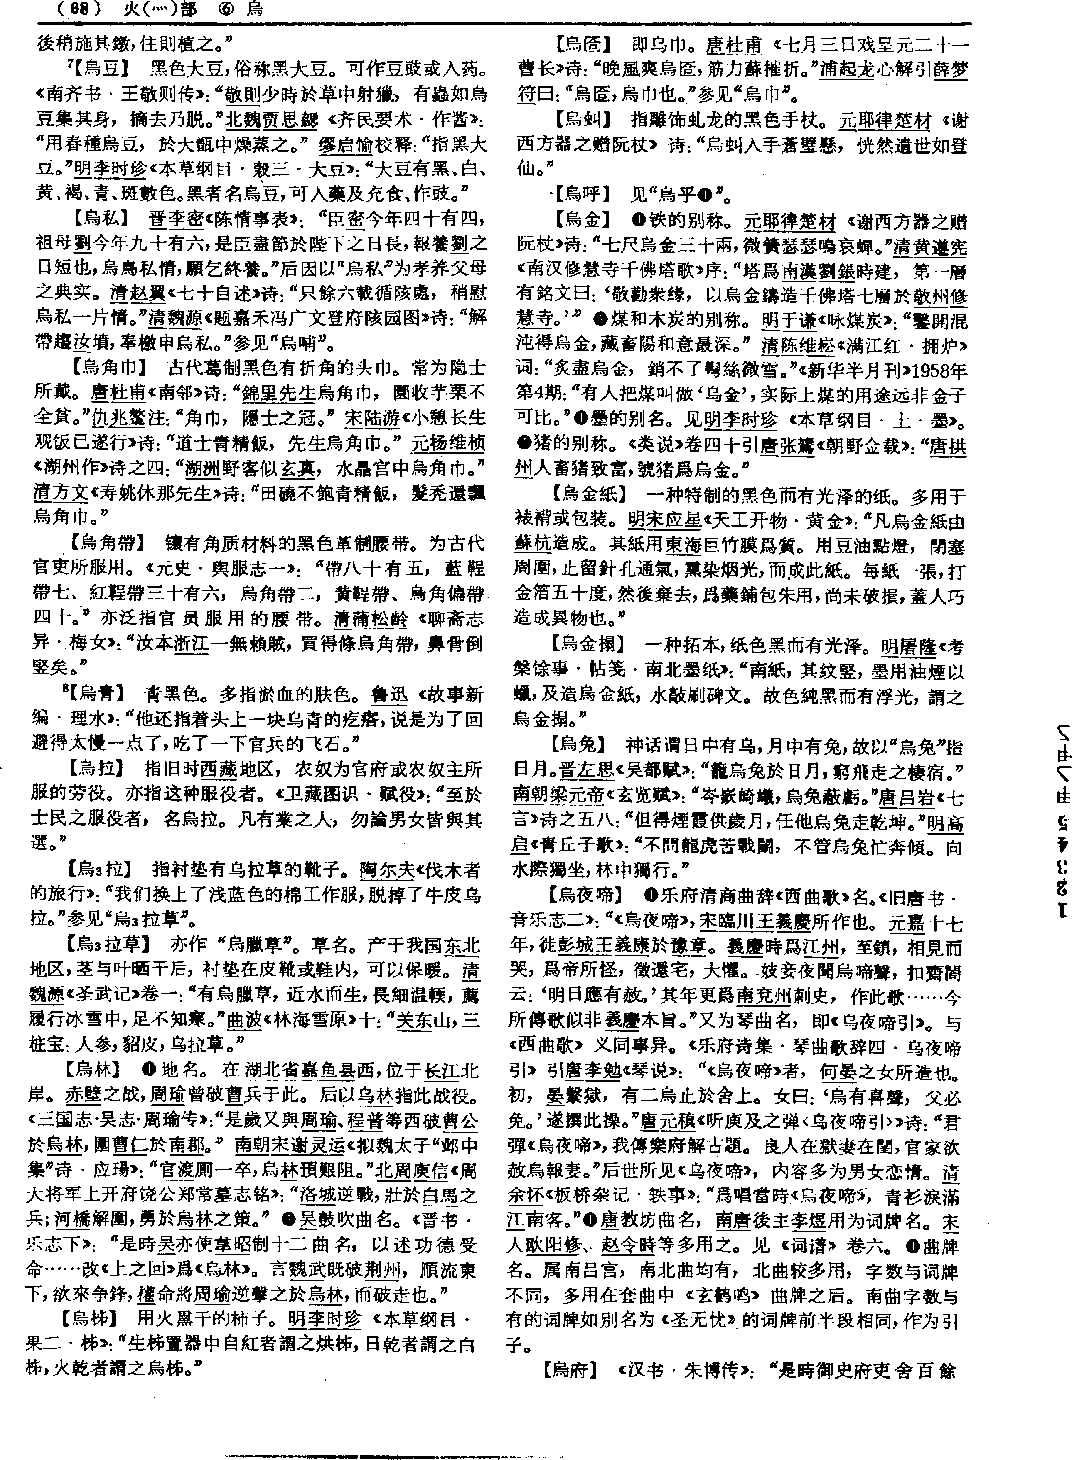 (68) 火(灬)部 ⑥ 烏
後稍施其鐓,住則植之。”
7【烏豆】 黑色大豆,俗称黑大豆。可作豆豉或入药。
《南齐书·王敬则传》:“敬則少時於草中射獵,有蟲如烏
豆集其身,摘去乃脱。”北魏贾思勰《齐民要术·作酱》:
“用春種烏豆,於大甑中燥蒸之。”缪启愉校释:“指黑大
豆。”明李时珍《本草纲目·穀三·大豆》:“大豆有黑、白、
黄、褐、青、斑數色。黑者名烏豆,可入藥及充食、作豉。”
【烏私】 晋李密《陈情事表》:“臣密今年四十有四,
祖母劉今年九十有六,是臣盡節於陛下之日長,報養劉之
日短也,烏鳥私情,願乞終養。”后因以“烏私”为孝养父母
之典实。清赵翼《七十自述》诗:“只餘六載循陔處,稍慰
烏私一片情。”清魏源《题嘉禾冯广文登府陔园图》诗:“解
帶趨汝墳,奉檄申烏私。”参见“烏哺”。
【烏角巾】 古代葛制黑色有折角的头巾。常为隐士
所戴。唐杜甫《南邻》诗:“錦里先生烏角巾,園收芋栗不
全貧。”仇兆鳌注:“角巾,隱士之冠。”宋陆游《小憩长生
观饭已遂行》诗:“道士青精飯,先生烏角巾。”元杨维桢
《湖州作》诗之四:“湖洲野客似玄真,水晶宫中烏角巾。”
清方文《寿姚休那先生》诗:“田磽不飽青精飯,髮禿還飄
烏角巾。”
【烏角帶】 镶有角质材料的黑色革制腰带。为古代
官吏所服用。《元史·舆服志一》:“帶八十有五,藍鞓
帶七、紅鞓帶三十有六,烏角帶二,黄鞓帶、烏角偏帶
四十。”亦泛指官员服用的腰带。清蒲松龄《聊斋志
异·梅女》:“汝本浙江一無賴賊,買得條烏角帶,鼻骨倒
竖矣。”
8【烏青】 青黑色。多指淤血的肤色。鲁迅《故事新
编·理水》:“他还指着头上一块乌青的疙瘩,说是为了回
避得太慢一点了,吃了一下官兵的飞石。”
【烏拉】 指旧时西藏地区,农奴为官府或农奴主所
服的劳役。亦指这种服役者。《卫藏图识·赋役》:“至於
士民之服役者,名烏拉。凡有業之人,勿論男女皆與其
選。”
【烏3拉】 指衬垫有乌拉草的靴子。陶尔夫《伐木者
的旅行》:“我们换上了浅蓝色的棉工作服,脱掉了牛皮乌
拉。”参见“烏3拉草”。
【烏3拉草】 亦作“烏臘草”。草名。产于我国东北
地区,茎与叶晒干后,衬垫在皮靴或鞋内,可以保暖。清
魏源《圣武记》卷一:“有烏臘草,近水而生,長細温輭,薦
履行冰雪中,足不知寒。”曲波《林海雪原》十:“关东山,三
桩宝:人参,貂皮,乌拉草。”
【烏林】 ❶地名。在湖北省嘉鱼县西,位于长江北
岸。赤壁之战,周瑜曾破曹兵于此。后以乌林指此战役。
《三国志·吴志·周瑜传》:“是歲又與周瑜、程普等西破曹公
於烏林,圍曹仁於南郡。”南朝宋谢灵运《拟魏太子“邺中
集”诗·应瑒》:“官渡厠一卒,烏林預艱阻。”北周庾信《周
大将军上开府饶公郑常墓志铭》:“洛城逆戰,壯於白馬之
兵;河橋解圍,勇於烏林之策。”❷吴鼓吹曲名。《晋书·
乐志下》:“是時吴亦使韋昭制十二曲名,以述功德受
命……改《上之回》爲《烏林》。言魏武既破荆州,順流東
下,欲來争鋒,權命將周瑜逆擊之於烏林,而破走也。”
【烏柹】 用火熏干的柿子。明李时珍《本草纲目·
果二·柹》:“生柹置器中自紅者謂之烘柹,日乾者謂之白
柹,火乾者謂之烏柹。”
【烏匼】 即乌巾。唐杜甫《七月三日戏呈元二十一
曹长》诗:“晚風爽烏匼,筋力蘇摧折。”浦起龙心解引薛梦
符曰:“烏匼,烏巾也。”参见“烏巾”。
【烏虯】 指雕饰虬龙的黑色手杖。元耶律楚材《谢
西方器之赠阮杖》诗:“烏虯入手蒼璧懸,恍然遺世如登
仙。”
【烏呼】 见“烏乎❶”。
【烏金】 ❶铁的别称。元耶律楚材《谢西方器之赠
阮杖》诗:“七尺烏金三十兩,微聲瑟瑟鳴哀蟬。”清黄遵宪
《南汉修慧寺千佛塔歌》序:“塔爲南漢劉鋹時建,第一層
有銘文曰:‘敬勸衆緣,以烏金鑄造千佛塔七層於敬州修
慧寺。’”❷煤和木炭的别称。明于谦《咏煤炭》:“鑿開混
沌得烏金,藏蓄陽和意最深。”清陈维崧《满江红·拥炉》
词:“炙盡烏金,銷不了鬢絲微雪。”《新华半月刊》1958年
第4期:“有人把煤叫做‘乌金’,实际上煤的用途远非金子
可比。”❸墨的别名。见明李时珍《本草纲目·土·墨》。
❹猪的别称。《类说》卷四十引唐张鷟《朝野佥载》:“唐拱
州人畜猪致富,號猪爲烏金。”
【烏金紙】 一种特制的黑色而有光泽的纸。多用于
裱褙或包装。明宋应星《天工开物·黄金》:“凡烏金紙由
蘇杭造成。其紙用東海巨竹膜爲質。用豆油點燈,閉塞
周圍,止留針孔通氣,熏染烟光,而成此紙。每紙一張,打
金箔五十度,然後棄去,爲藥鋪包朱用,尚未破損,蓋人巧
造成異物也。”
【烏金搨】 一种拓本,纸色黑而有光泽。明屠隆《考
槃馀事·帖笺·南北墨纸》:“南紙,其紋竪,墨用油煙以
蠟,及造烏金紙,水敲刷碑文。故色純黑而有浮光,謂之
烏金搨。”
【烏兔】 神话谓日中有乌,月中有兔,故以“烏兔”指
日月。晋左思《吴都赋》:“籠烏兔於日月,窮飛走之棲宿。”
南朝梁元帝《玄览赋》:“岑嶔崎嶬,烏兔蔽虧。”唐吕岩《七
言》诗之五八:“但得煙霞供歲月,任他烏兔走乾坤。”明高
启《青丘子歌》:“不問龍虎苦戰鬭,不管烏兔忙奔傾。向
水際獨坐,林中獨行。”
【烏夜啼】 ❶乐府清商曲辞《西曲歌》名。《旧唐书·
音乐志二》:“《烏夜啼》,宋臨川王義慶所作也。元嘉十七
年,徙彭城王義康於豫章。義慶時爲江州,至鎮,相見而
哭,爲帝所怪,徵還宅,大懼。妓妾夜聞烏啼聲,扣齋閤
云:‘明日應有赦。’其年更爲南兖州刺史,作此歌……今
所傳歌似非義慶本旨。”又为琴曲名,即《乌夜啼引》。与
《西曲歌》义同事异。《乐府诗集·琴曲歌辞四·乌夜啼
引》引唐李勉《琴说》:“《烏夜啼》者,何晏之女所造也。
初,晏繫獄,有二烏止於舍上。女曰:‘烏有喜聲,父必
免。’遂撰此操。”唐元稹《听庾及之弹〈乌夜啼引〉》诗:“君
彈《烏夜啼》,我傳樂府解古題。良人在獄妻在閨,官家欲
赦烏報妻。”后世所见《乌夜啼》,内容多为男女恋情。清
余怀《板桥杂记·轶事》:“爲唱當時《烏夜啼》,青衫淚滿
江南客。”❷唐教坊曲名,南唐後主李煜用为词牌名。宋
人欧阳修、赵令畤等多用之。见《词谱》卷六。❸曲牌
名。属南吕宫,南北曲均有,北曲较多用,字数与词牌
不同,多用在套曲中《玄鹤鸣》曲牌之后。南曲字数与
有的词牌如别名为《圣无忧》的词牌前半段相同,作为引
子。
【烏府】 《汉书·朱博传》:“是時御史府吏舍百餘